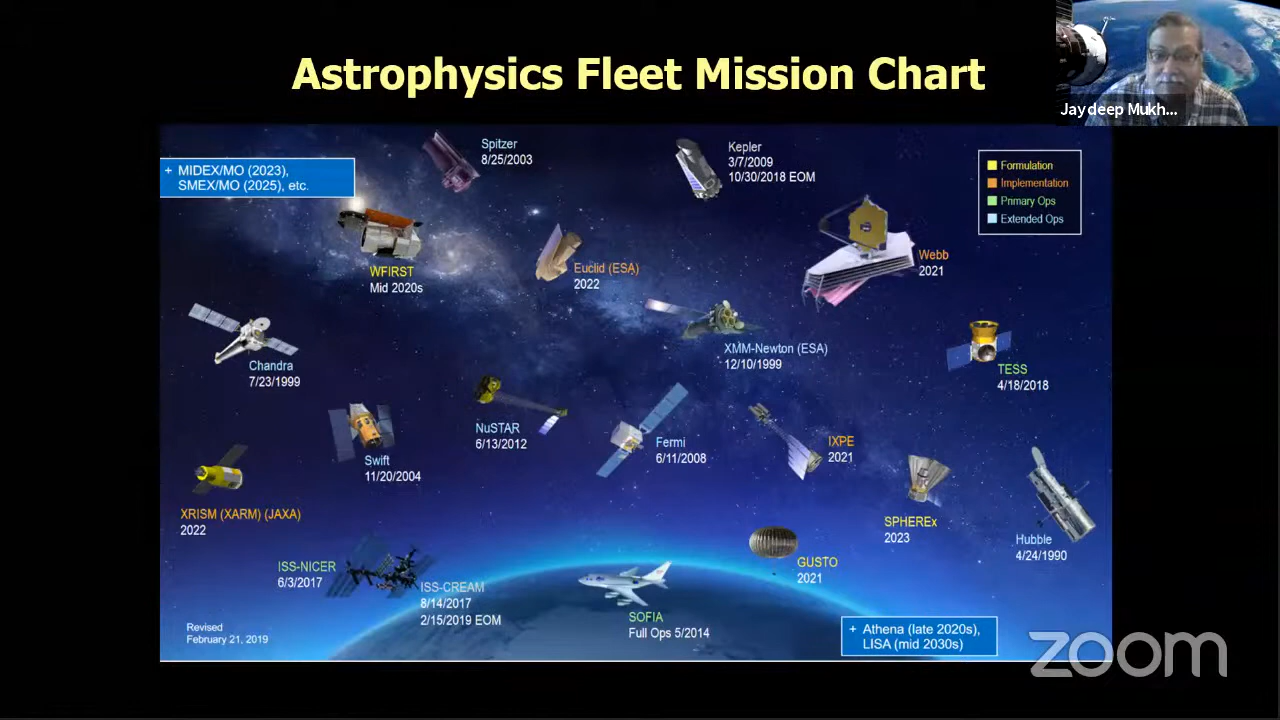 Astrophysics Fleet Mission Chart
Jaydeep Mukh...
Spitzer
8/25/2003
Kepler
3/7/2009
10/30/2018 EOM
+ MIDEX/MO (2023),
SMEX/MO (2025), etc.
Formulation
Implementation
Primary Ops
Extended Ops
WFIRST
Mid 2020s
Euclid (ESA)
2022
Webb
2021
Chandra
7/23/1999
XMM-Newton (ESA)
12/10/1999
TESS
4/18/2018
NuSTAR
6/13/2012
Fermi
6/11/2008
IXPE
2021
Swift
11/20/2004
XRISM (XARM) (JAXA)
2022
SPHEREx
2023
Hubble
4/24/1990
ISS-NICER
6/3/2017
ISS-CREAM
8/14/2017
2/15/2019 EOM
GUSTO
2021
SOFIA
Full Ops 5/2014
Revised
February 21, 2019
+ Athena (late 2020s),
LISA (mid 2030s)
zoom